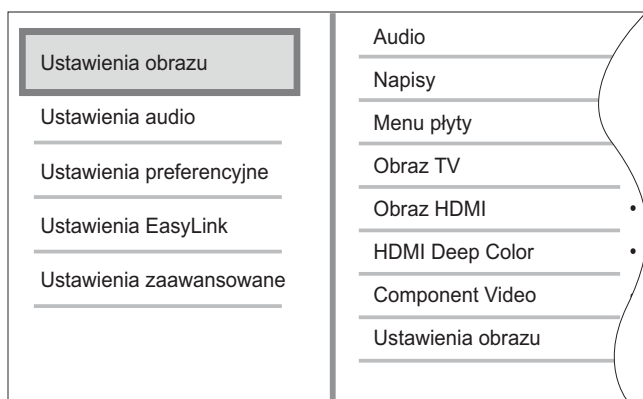 Ustawienia obrazu
Ustawienia audio
Ustawienia preferencyjne
Ustawienia EasyLink
Ustawienia zaawansowane
Audio
Napisy
Menu płyty
Obraz TV
Obraz HDMI
HDMI Deep Color
Component Video
Ustawienia obrazu